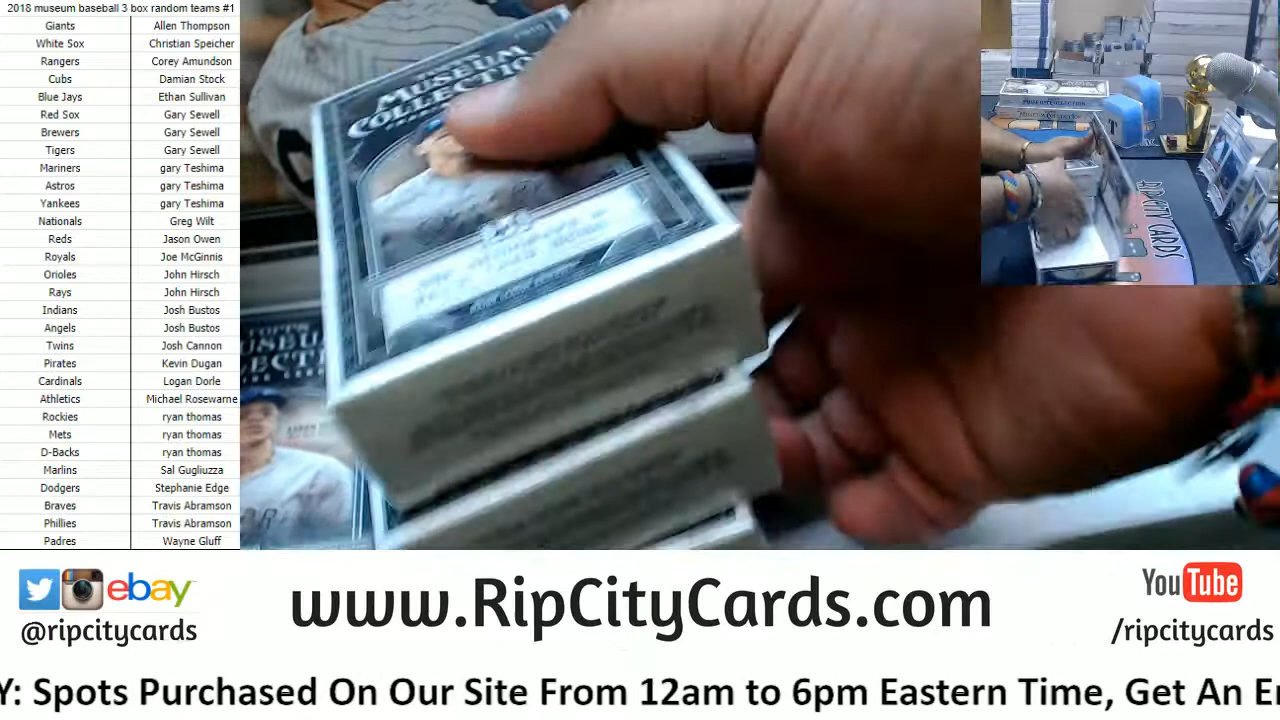 2018 museum baseball 3 box random teams #1
Giants Allen Thompson
White Sox Christian Speicher
Rangers Corey Amundson
Cubs Damian Stock
Blue Jays Ethan Sullivan
Red Sox Gary Sewell
Brewers Gary Sewell
Tigers Gary Sewell
Mariners gary Teshima
Astros gary Teshima
Yankees gary Teshima
Nationals Greg Wilt
Reds Jason Owen
Royals Joe McGinnis
Orioles John Hirsch
Rays John Hirsch
Indians Josh Bustos
Angels Josh Bustos
Twins Josh Cannon
Pirates Kevin Dugan
Cardinals Logan Dorle
Athletics Michael Rosewarne
Rockies ryan thomas
Mets ryan thomas
D-Backs ryan thomas
Marlins Sal Gugliuzza
Dodgers Stephanie Edge
Braves Travis Abramson
Phillies Travis Abramson
Padres Wayne Gluff
MUSEUM
COLLECTION
ebay
@ripcitycards
www.RipCityCards.com
YouTube
/ripcitycards
Y: Spots Purchased On Our Site From 12am to 6pm Eastern Time, Get An E